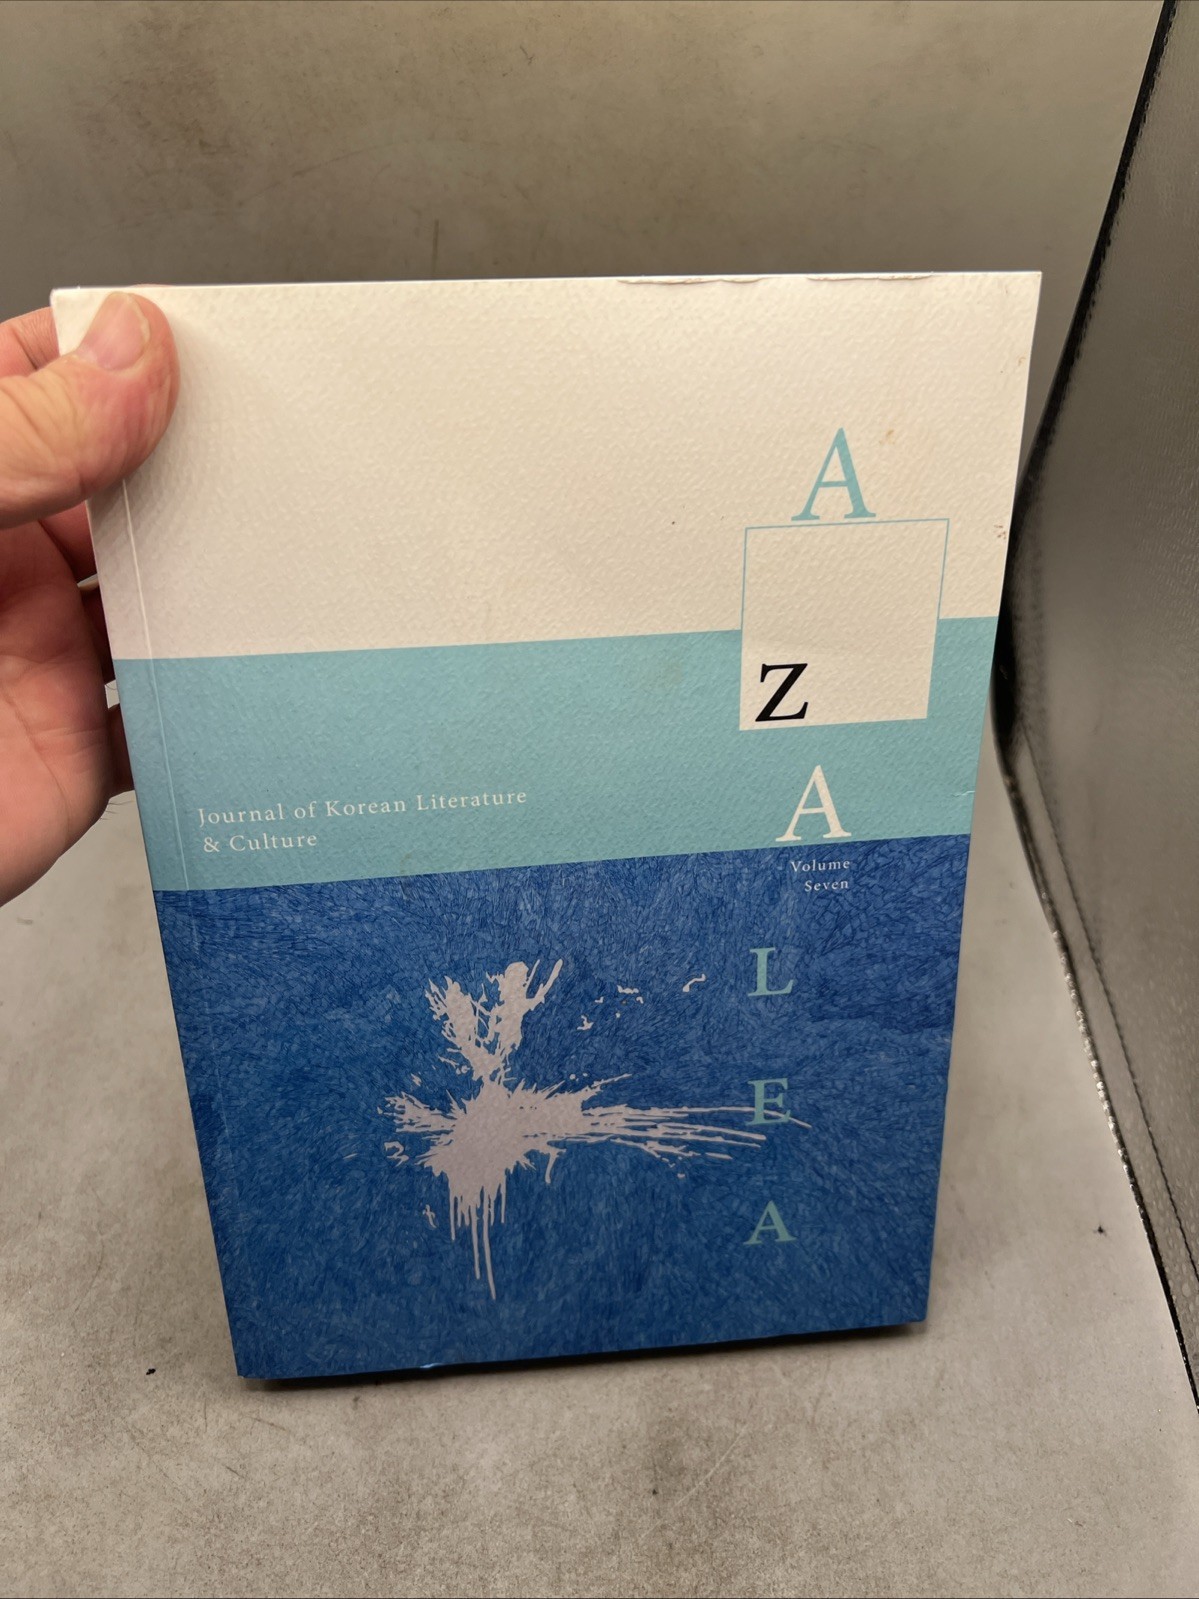 A
Z
A
Journal of Korean Literature
& Culture
Volume
Seven
L
E
A